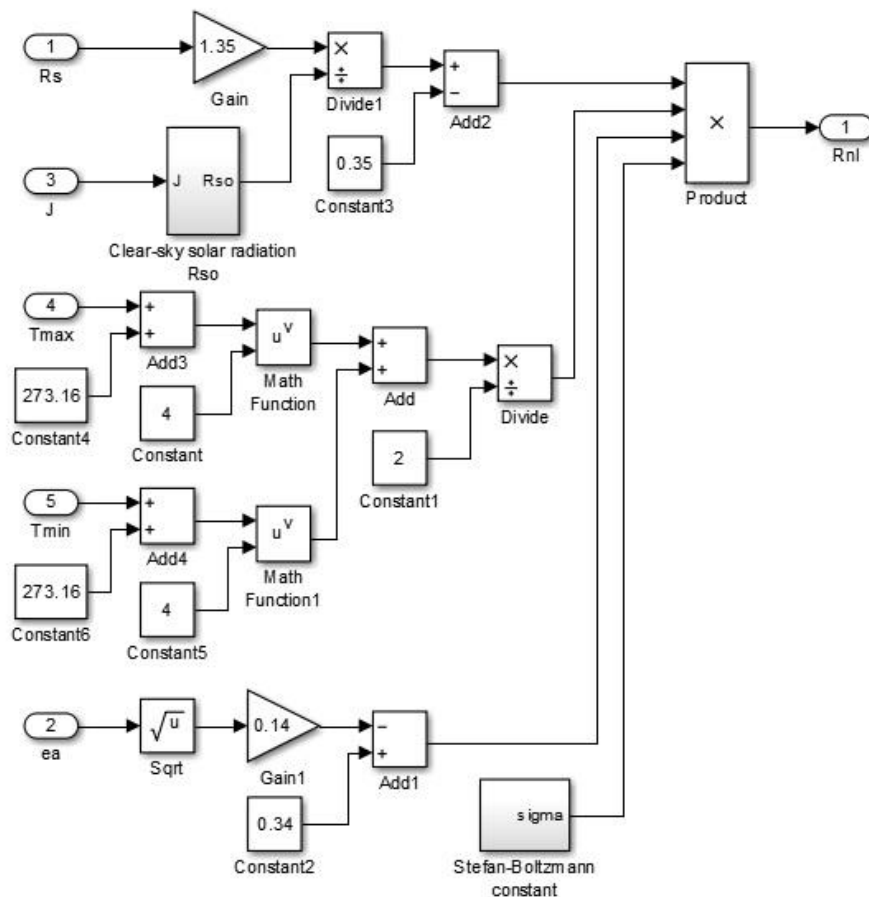 1
Rs
1.35
Gain
×
÷
Divide1
+
−
Add2
×
Product
1
Rnl
3
J
J Rso
Clear-sky solar radiation
Rso
0.35
Constant3
4
Tmax
273.16
Constant4
+
+
Add3
4
Constant
u^v
Math
Function
+
+
Add
2
Constant1
×
÷
Divide
5
Tmin
273.16
Constant6
+
+
Add4
4
Constant5
u^v
Math
Function1
2
ea
√u
Sqrt
0.14
Gain1
0.34
Constant2
−
+
Add1
sigma
Stefan-Boltzmann
constant